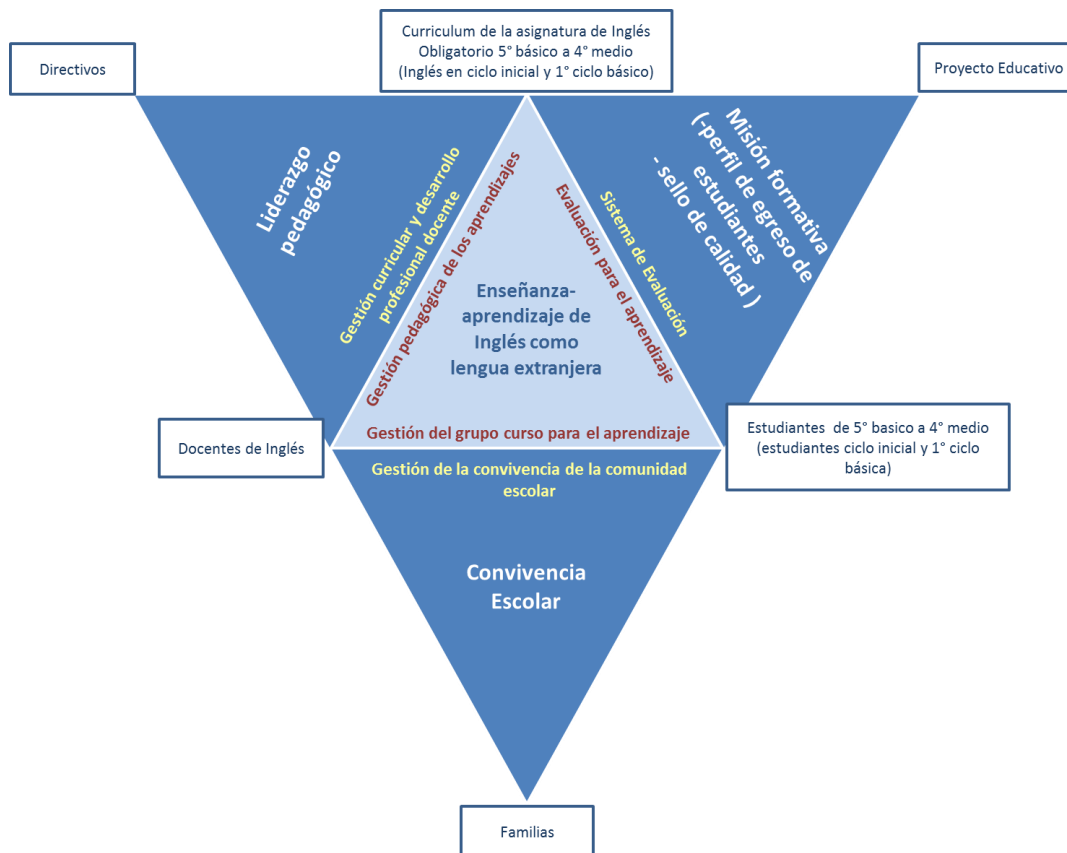 Curriculum de la asignatura de Inglés
Obligatorio 5° básico a 4° medio
(Inglés en ciclo inicial y 1° ciclo básico)
Directivos
Proyecto Educativo
Liderazgo
pedagógico
Gestión curricular y desarrollo
profesional docente
Gestión pedagógica de los aprendizajes
Evaluación para el aprendizaje
Sistema de Evaluación
Misión formativa
(-perfil de egreso de
estudiantes
- sello de calidad )
Enseñanza-
aprendizaje de
Inglés como
lengua extranjera
Docentes de Inglés
Gestión del grupo curso para el aprendizaje
Estudiantes de 5° basico a 4° medio
(estudiantes ciclo inicial y 1° ciclo
básica)
Gestión de la convivencia de la comunidad
escolar
Convivencia
Escolar
Familias